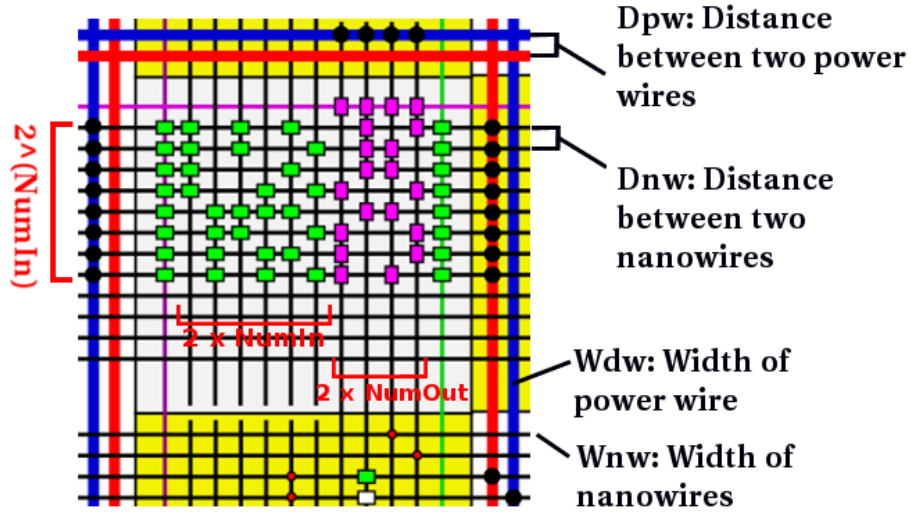 Dpw: Distance
between two power
wires
2^(NumIn)
Dnw: Distance
between two
nanowires
2 x NumIn
2 x NumOut
Wdw: Width of
power wire
Wnw: Width of
nanowires